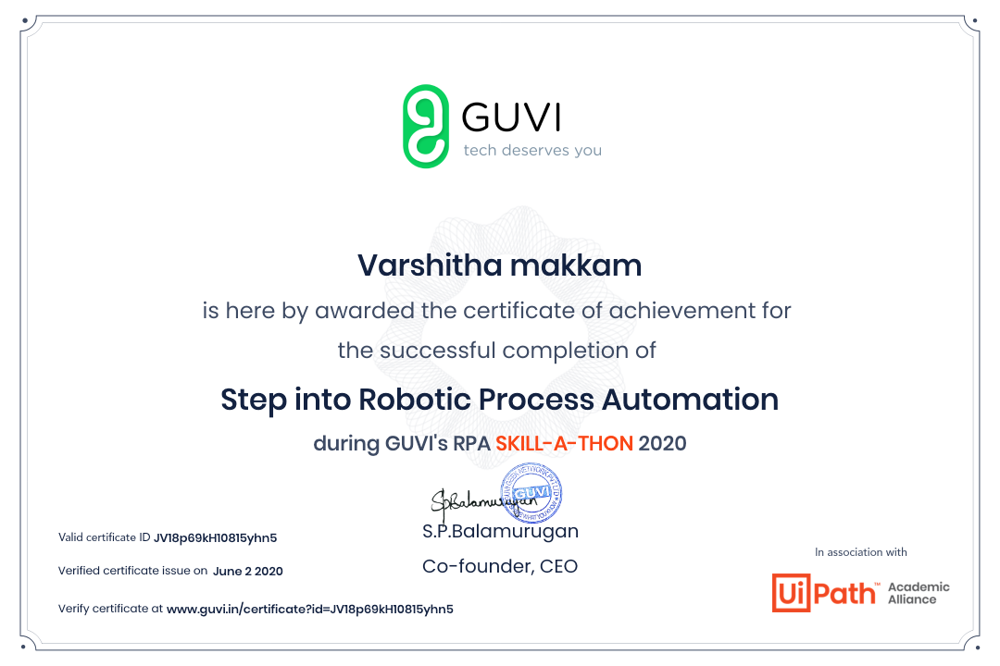 GUVI
tech deserves you
Varshitha makkam
is here by awarded the certificate of achievement for
the successful completion of
Step into Robotic Process Automation
during GUVI's RPA SKILL-A-THON 2020
SpBalamurugan
GUVI
S.P.Balamurugan
Co-founder, CEO
Valid certificate ID JV18p69kH10815yhn5
Verified certificate issue on June 2 2020
Verify certificate at www.guvi.in/certificate?id=JV18p69kH10815yhn5
In association with
UiPath™ Academic
Alliance